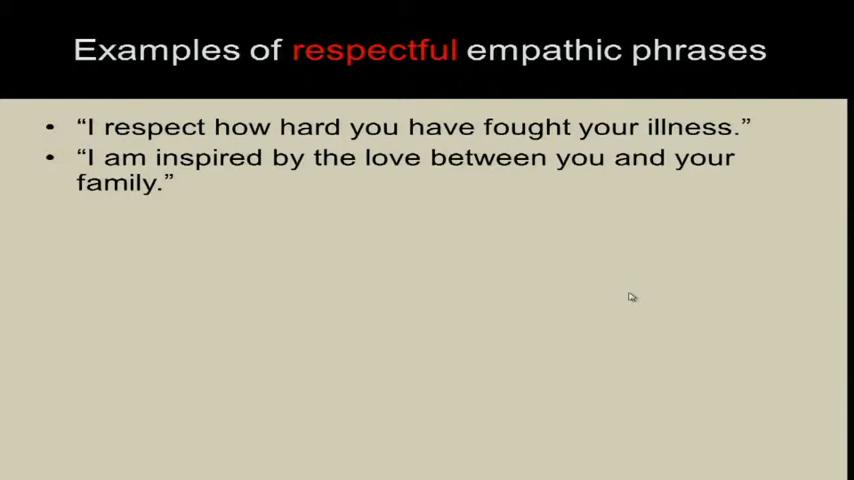 Examples of respectful empathic phrases
• “I respect how hard you have fought your illness.”
• “I am inspired by the love between you and your
family.”